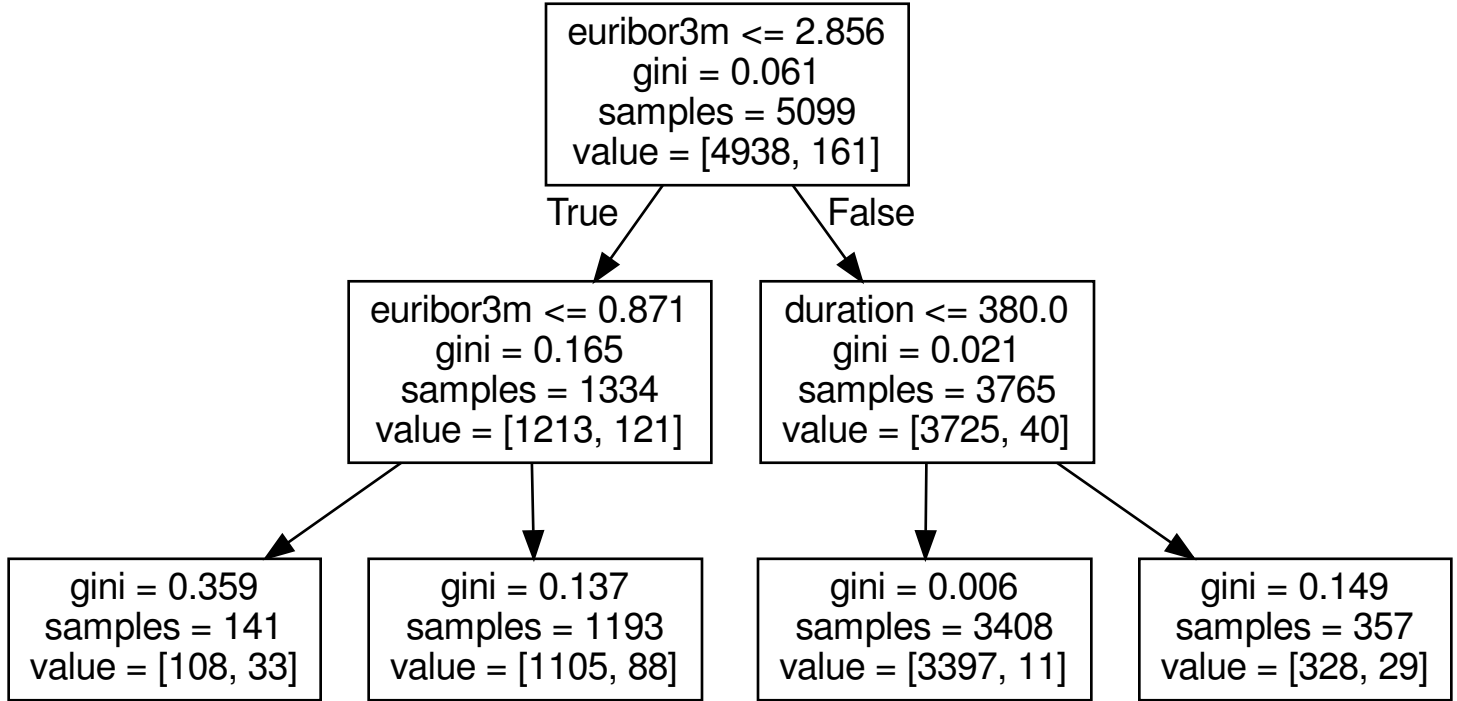 euribor3m <= 2.856
gini = 0.061
samples = 5099
value = [4938, 161]
True
False
euribor3m <= 0.871
gini = 0.165
samples = 1334
value = [1213, 121]
duration <= 380.0
gini = 0.021
samples = 3765
value = [3725, 40]
gini = 0.359
samples = 141
value = [108, 33]
gini = 0.137
samples = 1193
value = [1105, 88]
gini = 0.006
samples = 3408
value = [3397, 11]
gini = 0.149
samples = 357
value = [328, 29]